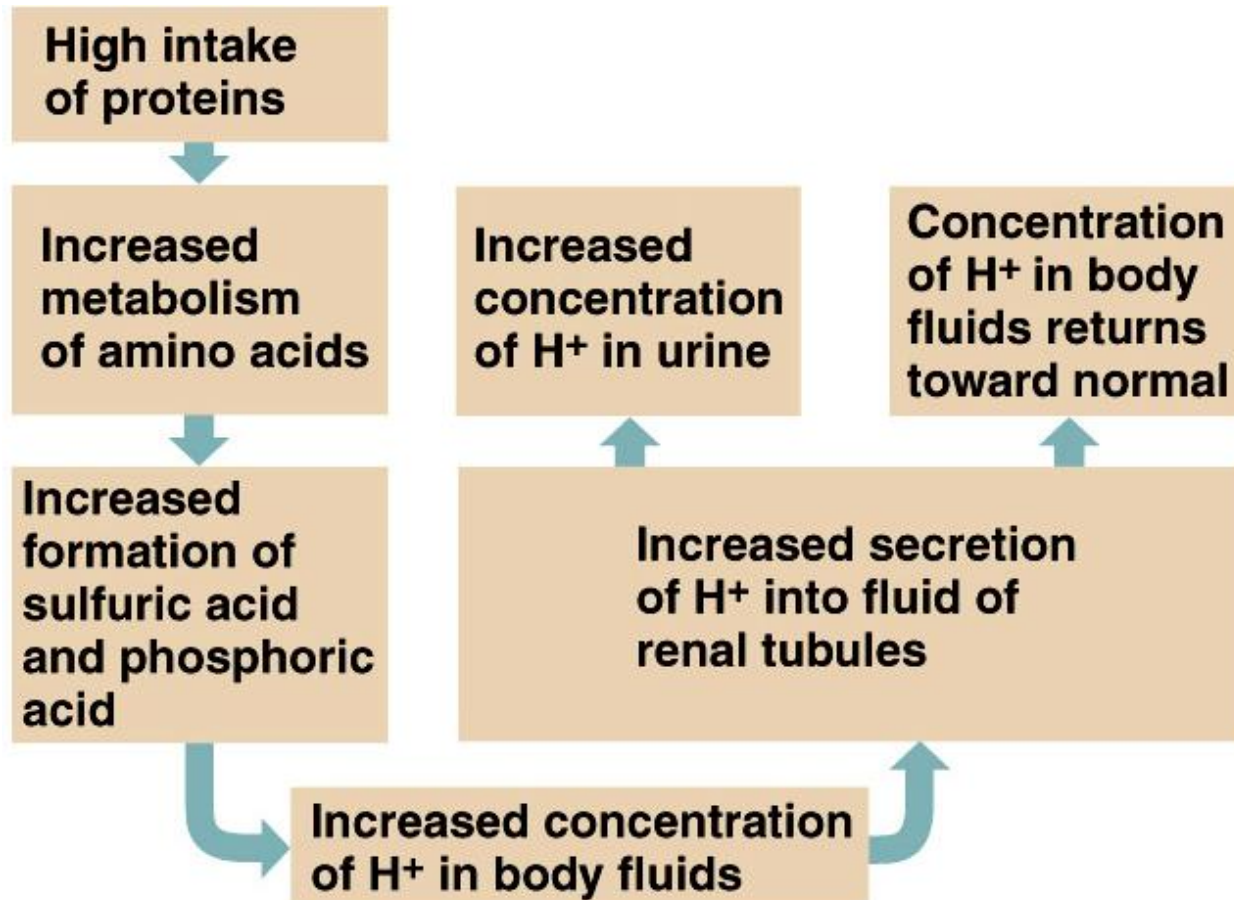 High intake
of proteins
Increased
metabolism
of amino acids
Increased
formation of
sulfuric acid
and phosphoric
acid
Increased concentration
of H⁺ in body fluids
Increased secretion
of H⁺ into fluid of
renal tubules
Increased
concentration
of H⁺ in urine
Concentration
of H⁺ in body
fluids returns
toward normal